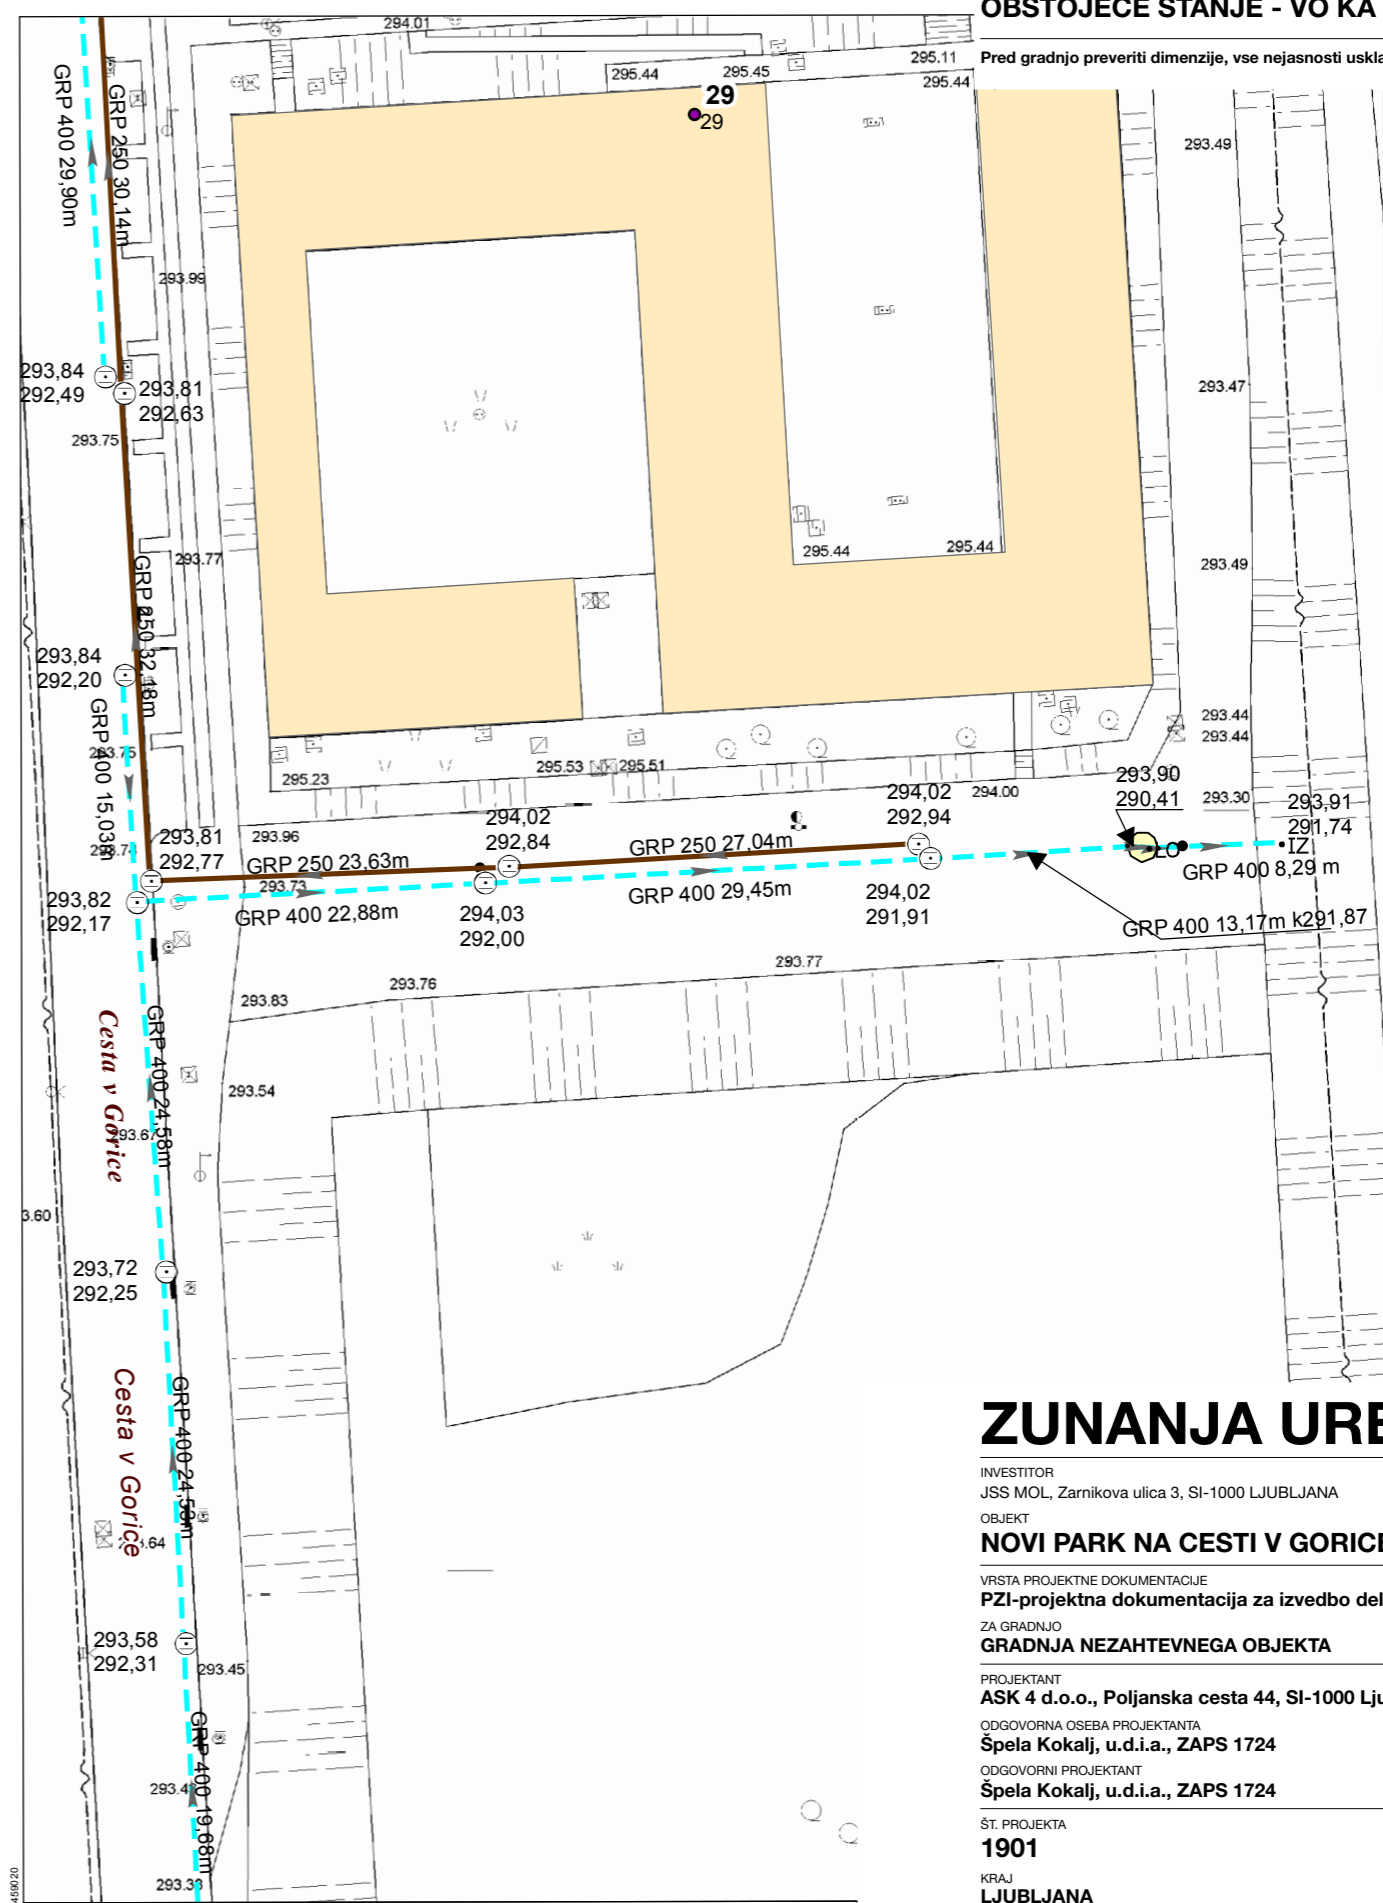 OBSTOJEČE STANJE - VO KA
Pred gradnjo preveriti dimenzije, vse nejasnosti uskla
294.01
295.44
295.45
295.11
295.44
29
29
GRP 400 29,90m
GRP 250 30,14m
293.49
293.99
293,84
292,49
293,81
292,63
293.75
293.47
GRP 250 32,18m
293.77
295.44
295.44
293.49
293,84
292,20
GRP 400 15,03m
293.75
293.44
293.44
295.23
295.53
295.51
294,02
292,84
294,02
292,94
294.00
293,90
290,41
293.30
293,91
291,74
IZ
LO
293,81
292,77
293.96
293.74
GRP 250 23,63m
GRP 250 27,04m
293.73
293,82
292,17
GRP 400 22,88m
294,03
292,00
GRP 400 29,45m
294,02
291,91
GRP 400 8,29 m
GRP 400 13,17m k291,87
293.77
293.76
293.83
Cesta v Gorice
GRP 400 24,58m
293.54
293.67
3.60
293,72
292,25
Cesta v Gorice
GRP 400 24,53m
.64
293,58
292,31
293.45
GRP 400 19,68m
293.33
459020
ZUNANJA URE
INVESTITOR
JSS MOL, Zarnikova ulica 3, SI-1000 LJUBLJANA
OBJEKT
NOVI PARK NA CESTI V GORICE
VRSTA PROJEKTNE DOKUMENTACIJE
PZI-projektna dokumentacija za izvedbo del
ZA GRADNJO
GRADNJA NEZAHTEVNEGA OBJEKTA
PROJEKTANT
ASK 4 d.o.o., Poljanska cesta 44, SI-1000 Lju
ODGOVORNA OSEBA PROJEKTANTA
Špela Kokalj, u.d.i.a., ZAPS 1724
ODGOVORNI PROJEKTANT
Špela Kokalj, u.d.i.a., ZAPS 1724
ŠT. PROJEKTA
1901
KRAJ
LJUBLJANA